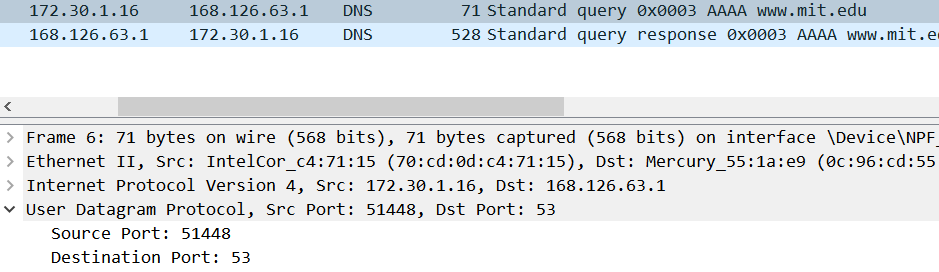 172.30.1.16 168.126.63.1 DNS 71 Standard query 0x0003 AAAA www.mit.edu
168.126.63.1 172.30.1.16 DNS 528 Standard query response 0x0003 AAAA www.mit.e
Frame 6: 71 bytes on wire (568 bits), 71 bytes captured (568 bits) on interface \Device\NPF_
Ethernet II, Src: IntelCor_c4:71:15 (70:cd:0d:c4:71:15), Dst: Mercury_55:1a:e9 (0c:96:cd:55
Internet Protocol Version 4, Src: 172.30.1.16, Dst: 168.126.63.1
User Datagram Protocol, Src Port: 51448, Dst Port: 53
Source Port: 51448
Destination Port: 53